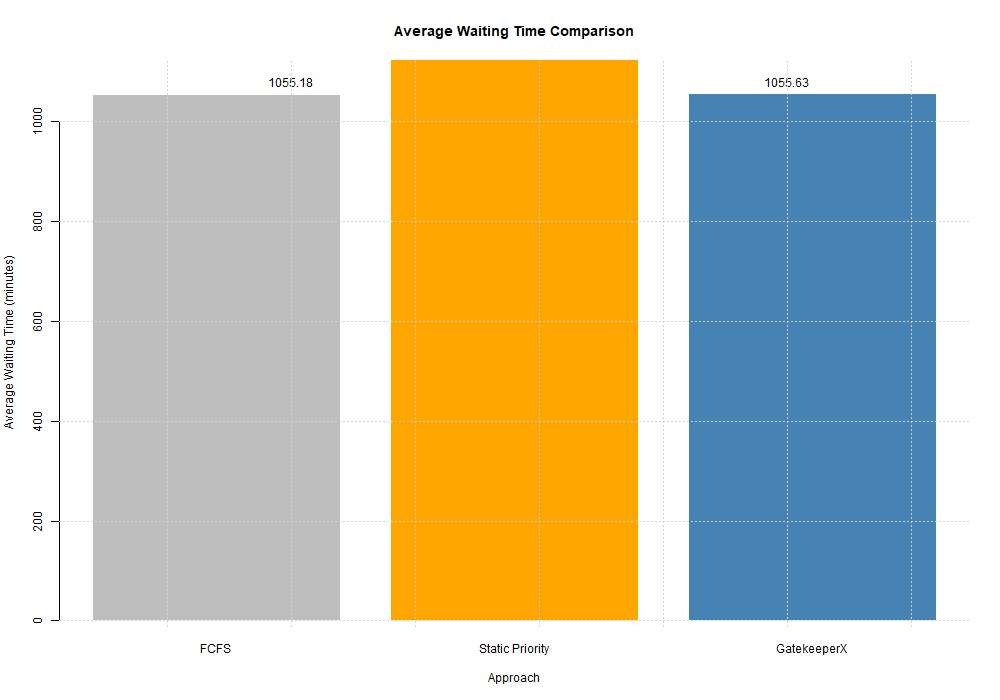 Average Waiting Time Comparison
1055.18
1055.63
Average Waiting Time (minutes)
1000
800
600
400
200
0
FCFS
Static Priority
GatekeeperX
Approach